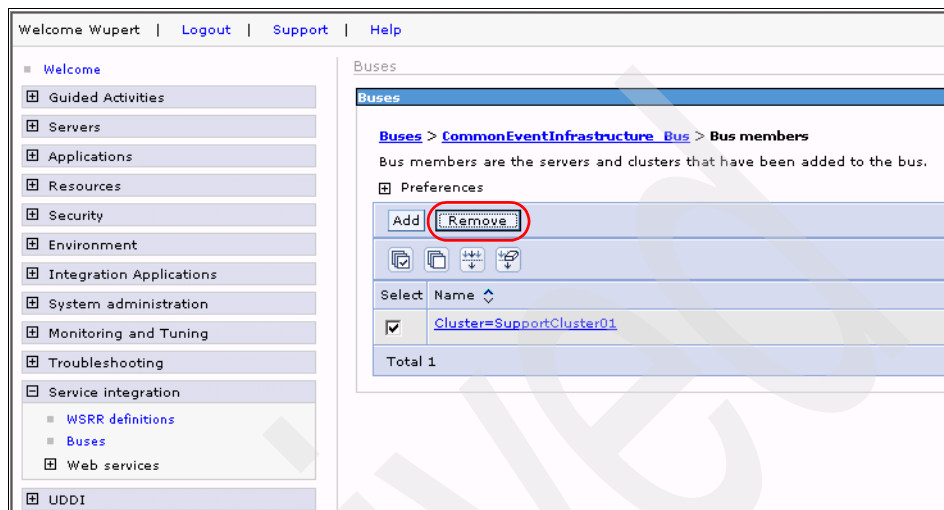 Welcome Wupert | Logout | Support | Help
Welcome
Guided Activities
Servers
Applications
Resources
Security
Environment
Integration Applications
System administration
Monitoring and Tuning
Troubleshooting
Service integration
WSRR definitions
Buses
Web services
UDDI
Buses
Buses
Buses > CommonEventInfrastructure_Bus > Bus members
Bus members are the servers and clusters that have been added to the bus.
Preferences
Add Remove
Select Name
Cluster=SupportCluster01
Total 1